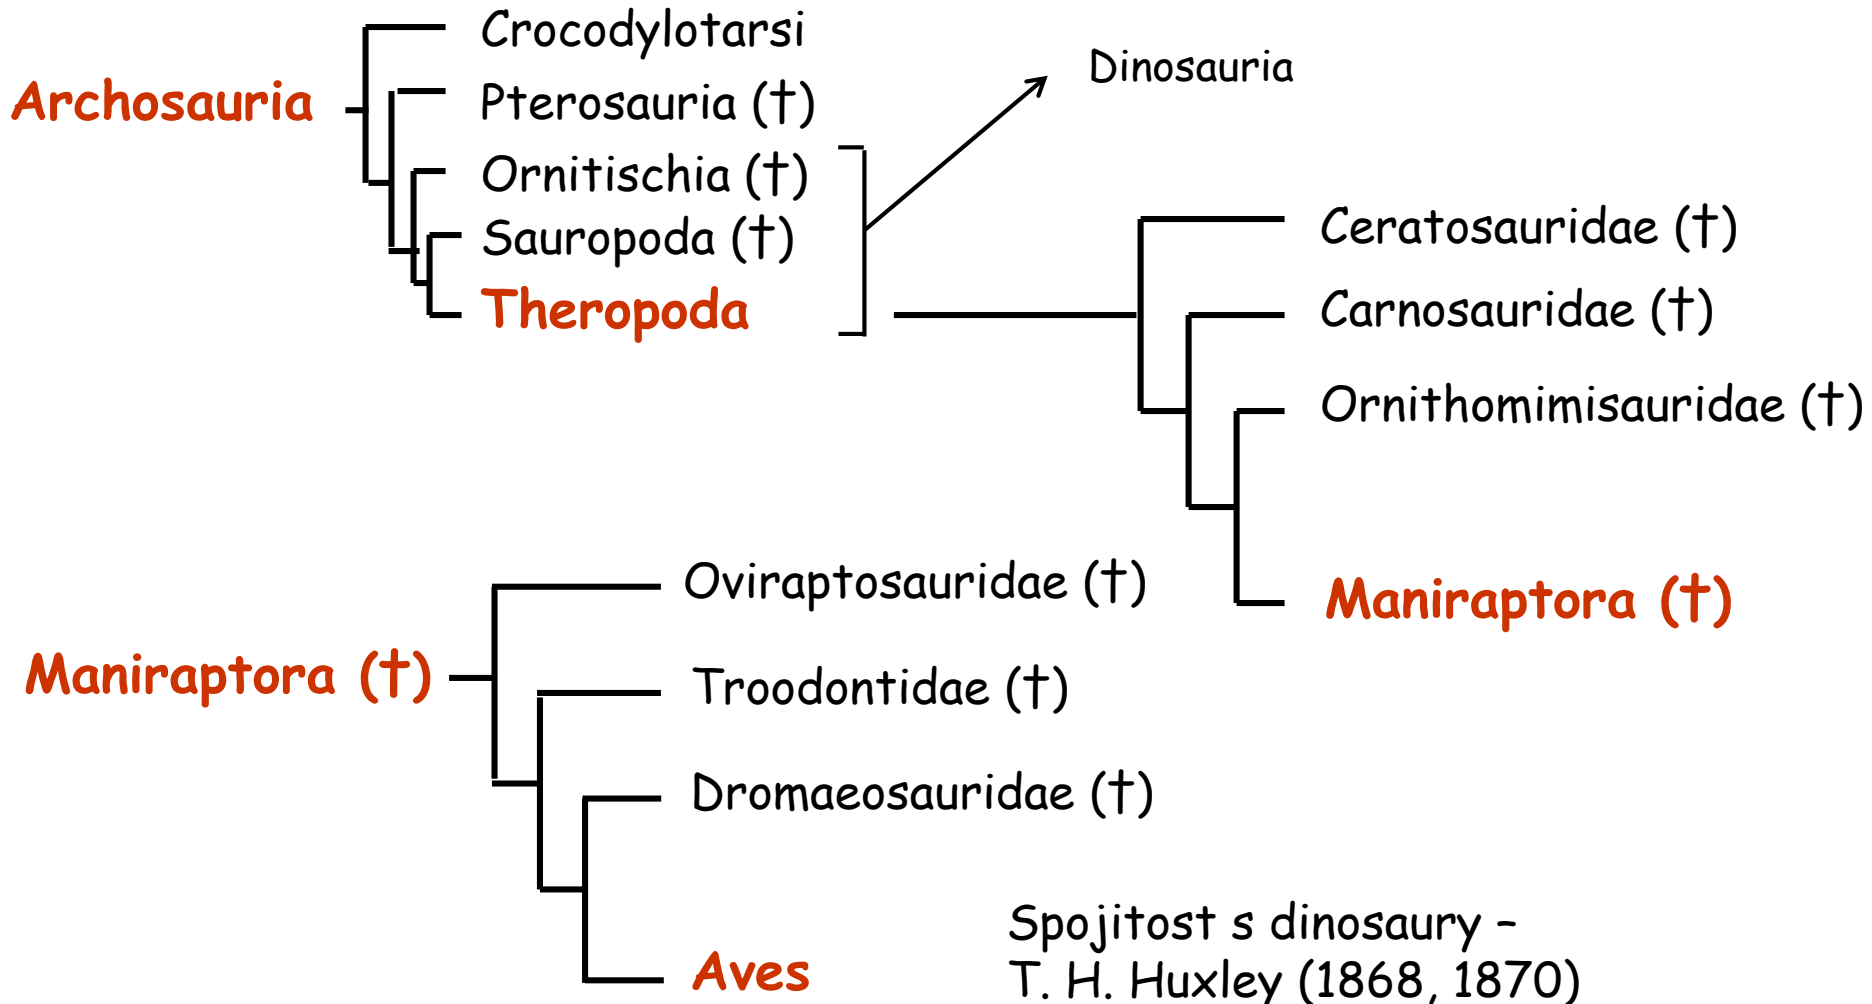 Crocodylotarsi
Dinosauria
Archosauria
Pterosauria (†)
Ornitischia (†)
Sauropoda (†)
Theropoda
Ceratosauridae (†)
Carnosauridae (†)
Ornithomimisauridae (†)
Maniraptora (†)
Oviraptosauridae (†)
Maniraptora (†)
Troodontidae (†)
Dromaeosauridae (†)
Aves
Spojitost s dinosaury –
T. H. Huxley (1868, 1870)